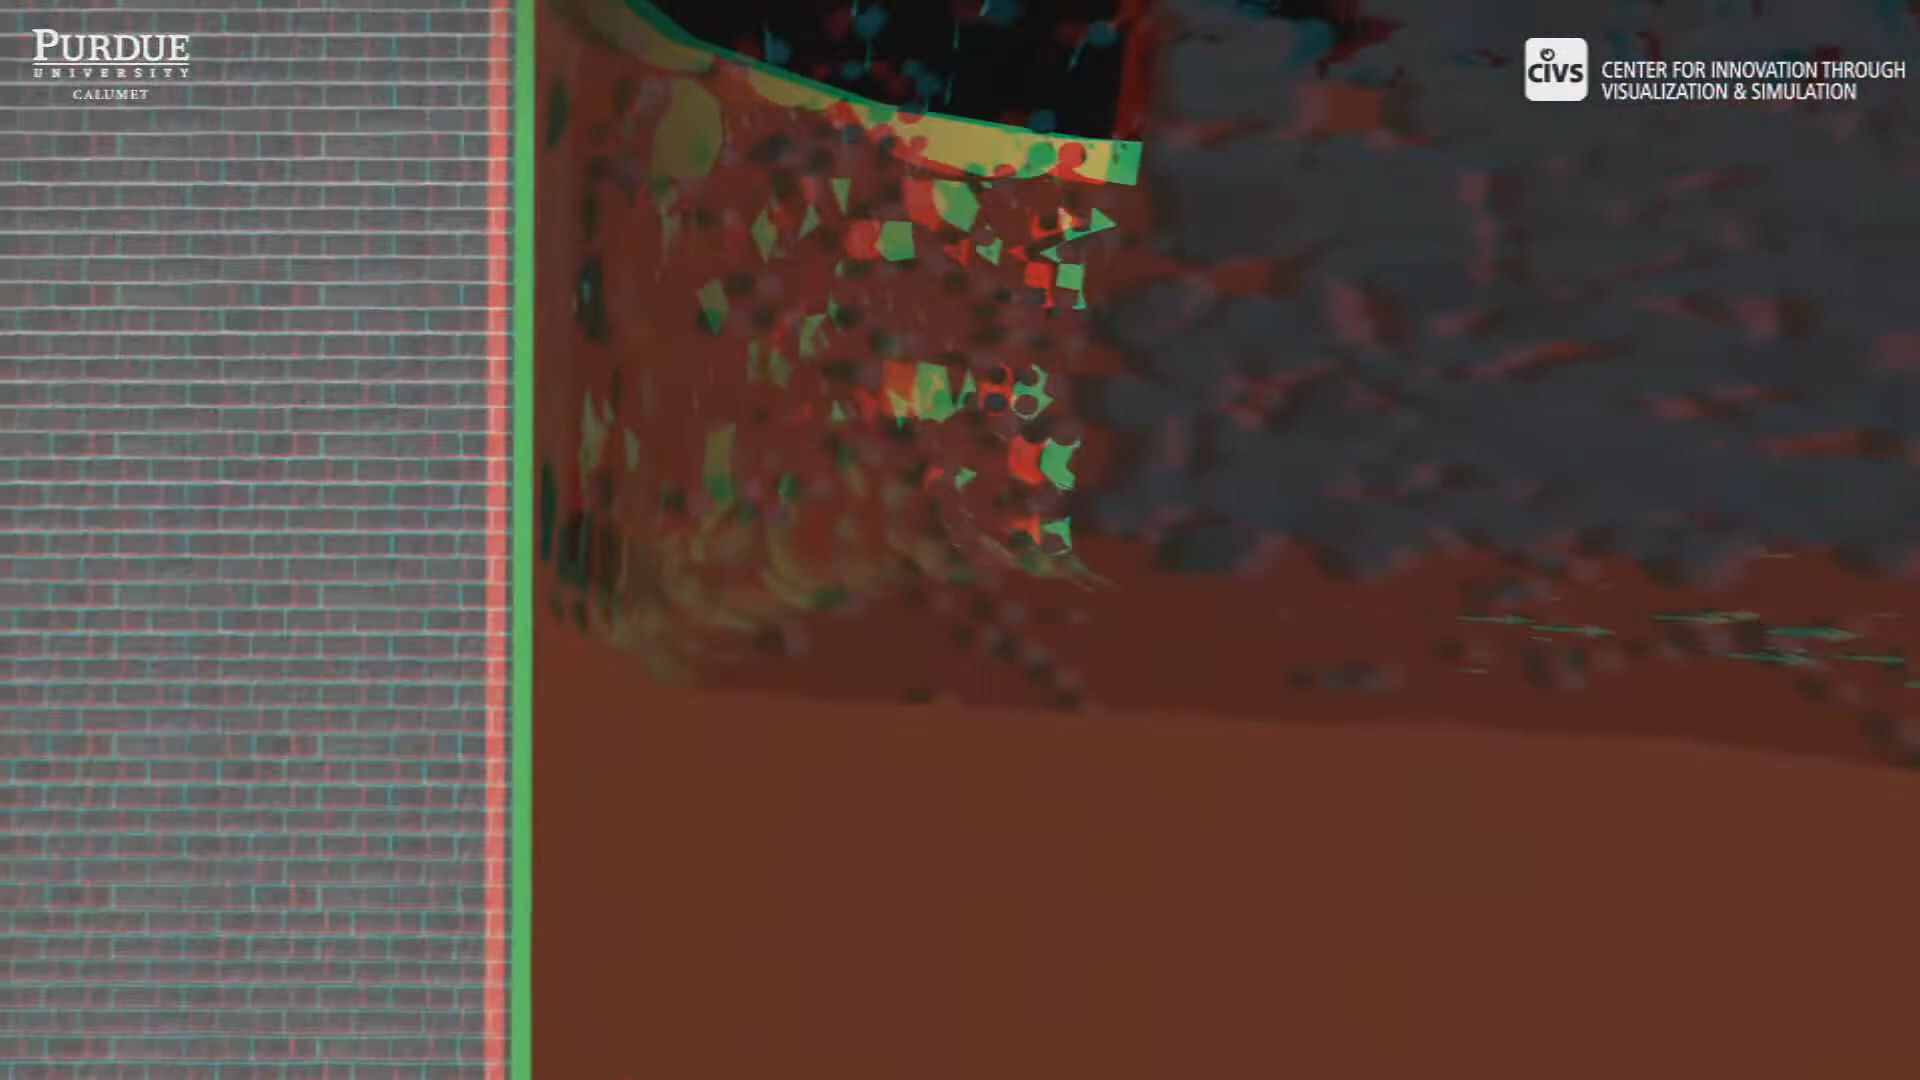 PURDUE
UNIVERSITY
CALUMET
civs
CENTER FOR INNOVATION THROUGH
VISUALIZATION & SIMULATION